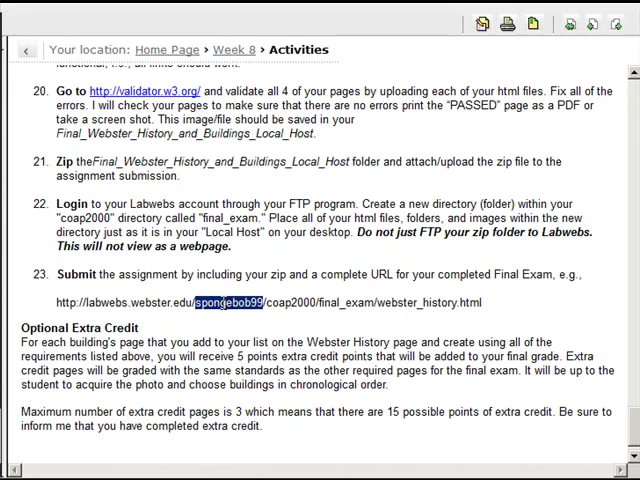 Your location: Home Page › Week 8 › Activities
functional, i.e., all links should work.
20. Go to http://validator.w3.org/ and validate all 4 of your pages by uploading each of your html files. Fix all of the
errors. I will check your pages to make sure that there are no errors print the “PASSED” page as a PDF or
take a screen shot. This image/file should be saved in your
Final_Webster_History_and_Buildings_Local_Host.
21. Zip theFinal_Webster_History_and_Buildings_Local_Host folder and attach/upload the zip file to the
assignment submission.
22. Login to your Labwebs account through your FTP program. Create a new directory (folder) within your
"coap2000" directory called "final_exam." Place all of your html files, folders, and images within the new
directory just as it is in your "Local Host" on your desktop. Do not just FTP your zip folder to Labwebs.
This will not view as a webpage.
23. Submit the assignment by including your zip and a complete URL for your completed Final Exam, e.g.,
http://labwebs.webster.edu/spongebob99/coap2000/final_exam/webster_history.html
Optional Extra Credit
For each building's page that you add to your list on the Webster History page and create using all of the
requirements listed above, you will receive 5 points extra credit points that will be added to your final grade. Extra
credit pages will be graded with the same standards as the other required pages for the final exam. It will be up to the
student to acquire the photo and choose buildings in chronological order.
Maximum number of extra credit pages is 3 which means that there are 15 possible points of extra credit. Be sure to
inform me that you have completed extra credit.